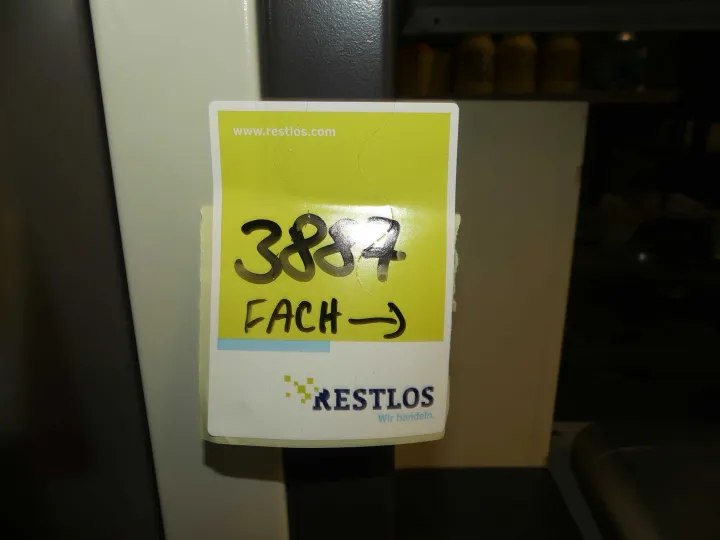 www.restlos.com
3887
FACH →
RESTLOS
Wir handeln.